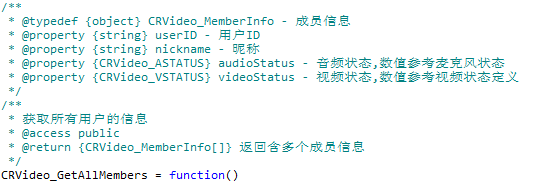 /**
 * @typedef {object} CRVideo_MemberInfo - 成员信息
 * @property {string} userID - 用户ID
 * @property {string} nickname - 昵称
 * @property {CRVideo_ASTATUS} audioStatus - 音频状态,数值参考麦克风状态
 * @property {CRVideo_VSTATUS} videoStatus - 视频状态,数值参考视频状态定义
 */
/**
 * 获取所有用户的信息
 * @access public
 * @return {CRVideo_MemberInfo[]} 返回含多个成员信息
 */
CRVideo_GetAllMembers = function()